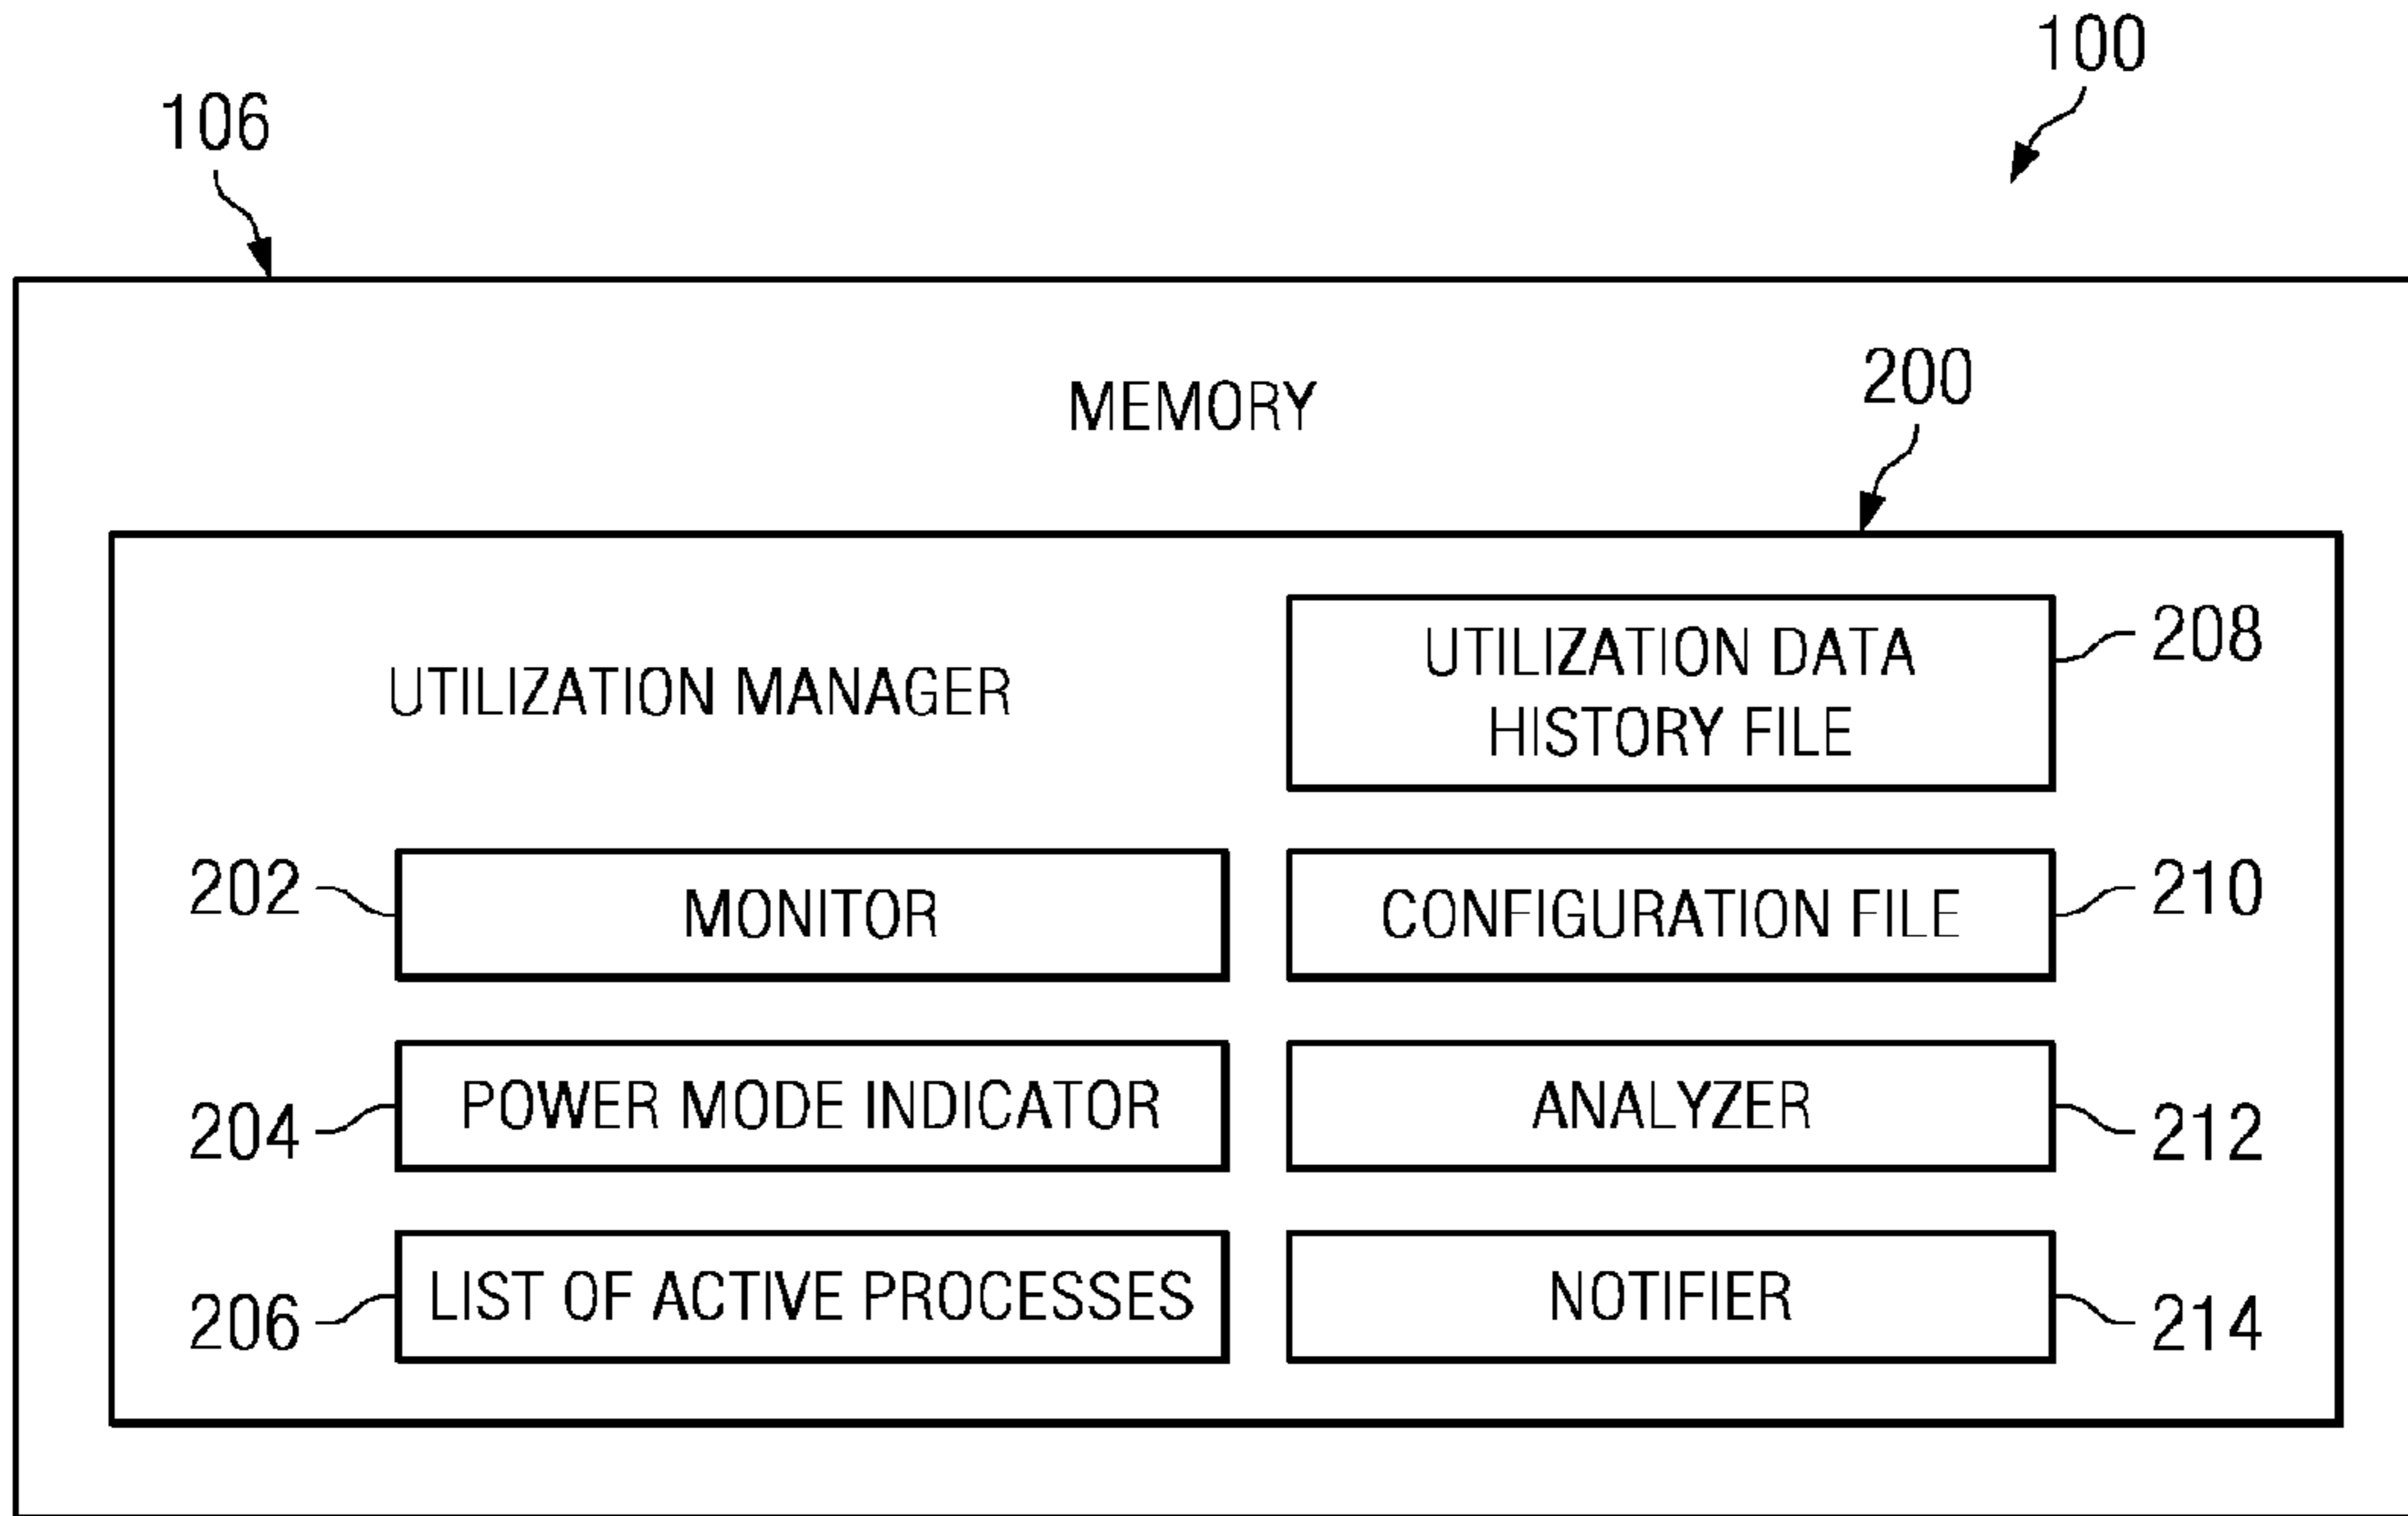 100
106
MEMORY
200
UTILIZATION MANAGER
UTILIZATION DATA
HISTORY FILE
208
202
MONITOR
CONFIGURATION FILE
210
204
POWER MODE INDICATOR
ANALYZER
212
206
LIST OF ACTIVE PROCESSES
NOTIFIER
214